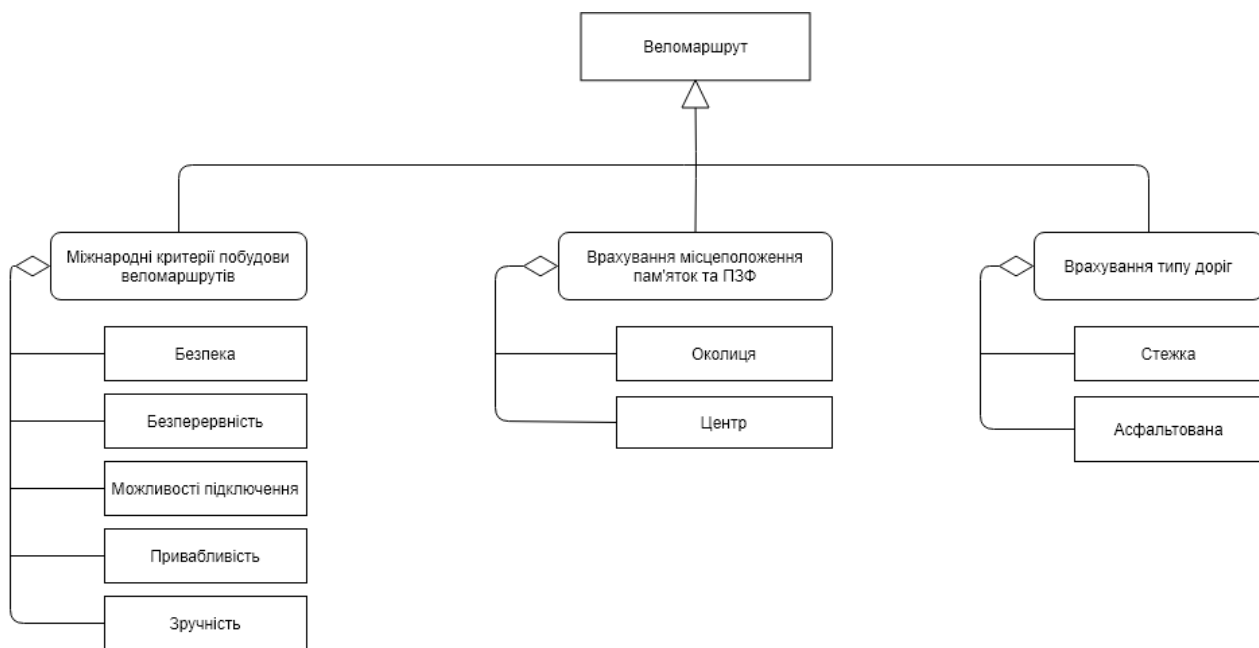 Веломаршрут
Міжнародні критерії побудови
веломаршрутів
Безпека
Безперервність
Можливості підключення
Привабливість
Зручність
Врахування місцеположення
пам'яток та ПЗФ
Околиця
Центр
Врахування типу доріг
Стежка
Асфальтована